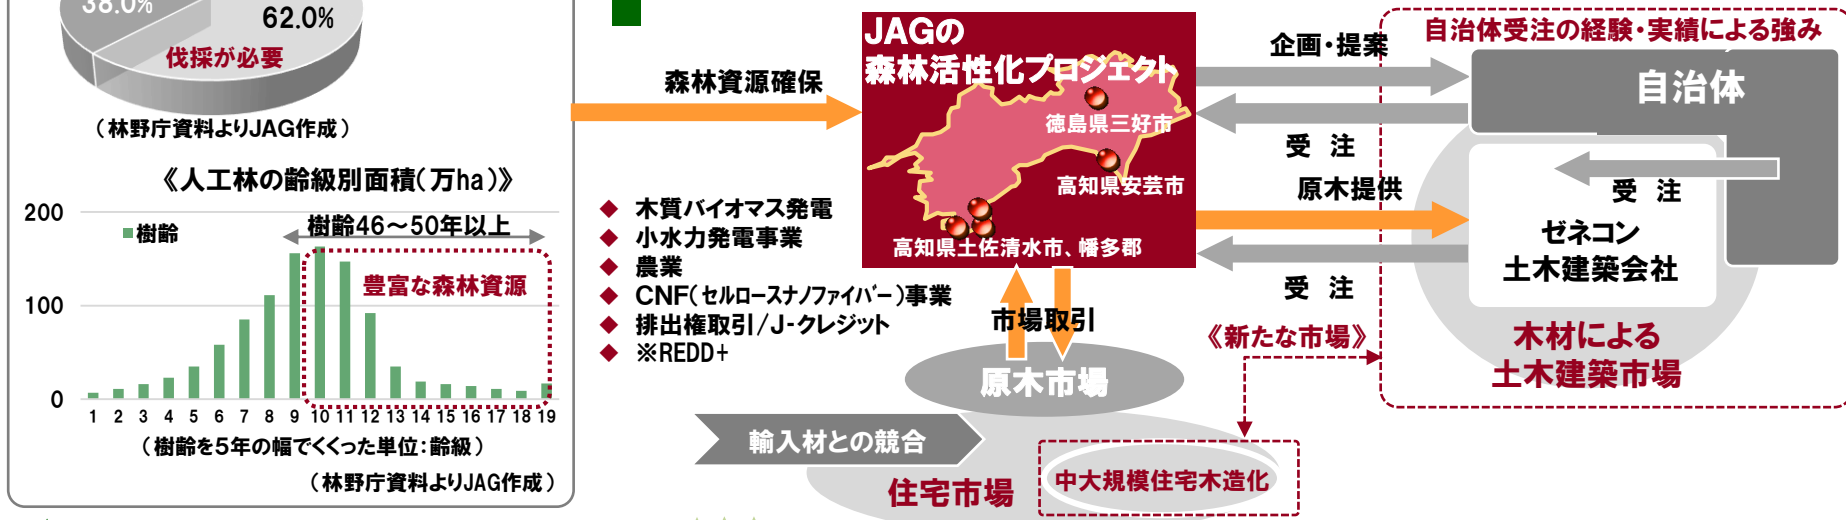 38.0%
62.0%
伐採が必要
（林野庁資料よりJAG作成）
《人工林の齢級別面積（万ha）》
200
100
0
樹齢
樹齢46～50年以上
豊富な森林資源
1 2 3 4 5 6 7 8 9 10 11 12 13 14 15 16 17 18 19
（樹齢を5年の幅でくくった単位：齢級）
（林野庁資料よりJAG作成）
森林資源確保
◆ 木質バイオマス発電
◆ 小水力発電事業
◆ 農業
◆ CNF（セルロースナノファイバー）事業
◆ 排出権取引/J-クレジット
◆ ※REDD+
JAGの
森林活性化プロジェクト
徳島県三好市
高知県安芸市
高知県土佐清水市、幡多郡
市場取引
原木市場
輸入材との競合
住宅市場
中大規模住宅木造化
《新たな市場》
企画・提案
受 注
原木提供
受 注
自治体受注の経験・実績による強み
自治体
受 注
ゼネコン
土木建築会社
木材による
土木建築市場